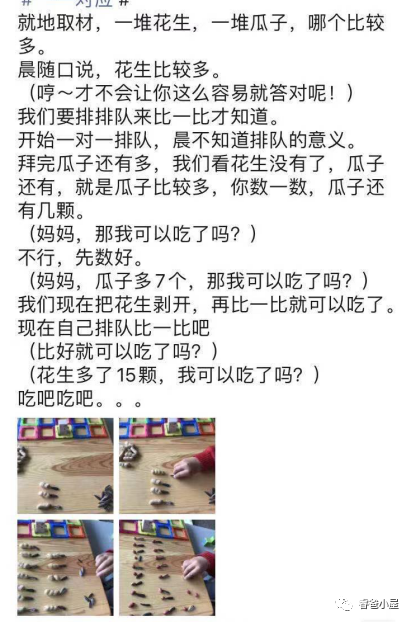 # 一一对应 #
就地取材，一堆花生，一堆瓜子，哪个比较
多。
晨随口说，花生比较多。
（哼～才不会让你这么容易就答对呢！）
我们要排排队来比一比才知道。
开始一对一排队，晨不知道排队的意义。
拜完瓜子还有多，我们看花生没有了，瓜子
还有，就是瓜子比较多，你数一数，瓜子还
有几颗。
（妈妈，那我可以吃了吗？）
不行，先数好。
（妈妈，瓜子多7个，那我可以吃了吗？）
我们现在把花生剥开，再比一比就可以吃了。
现在自己排队比一比吧
（比好就可以吃了吗？）
（花生多了15颗，我可以吃了吗？）
吃吧吃吧。。。
睿爸小屋